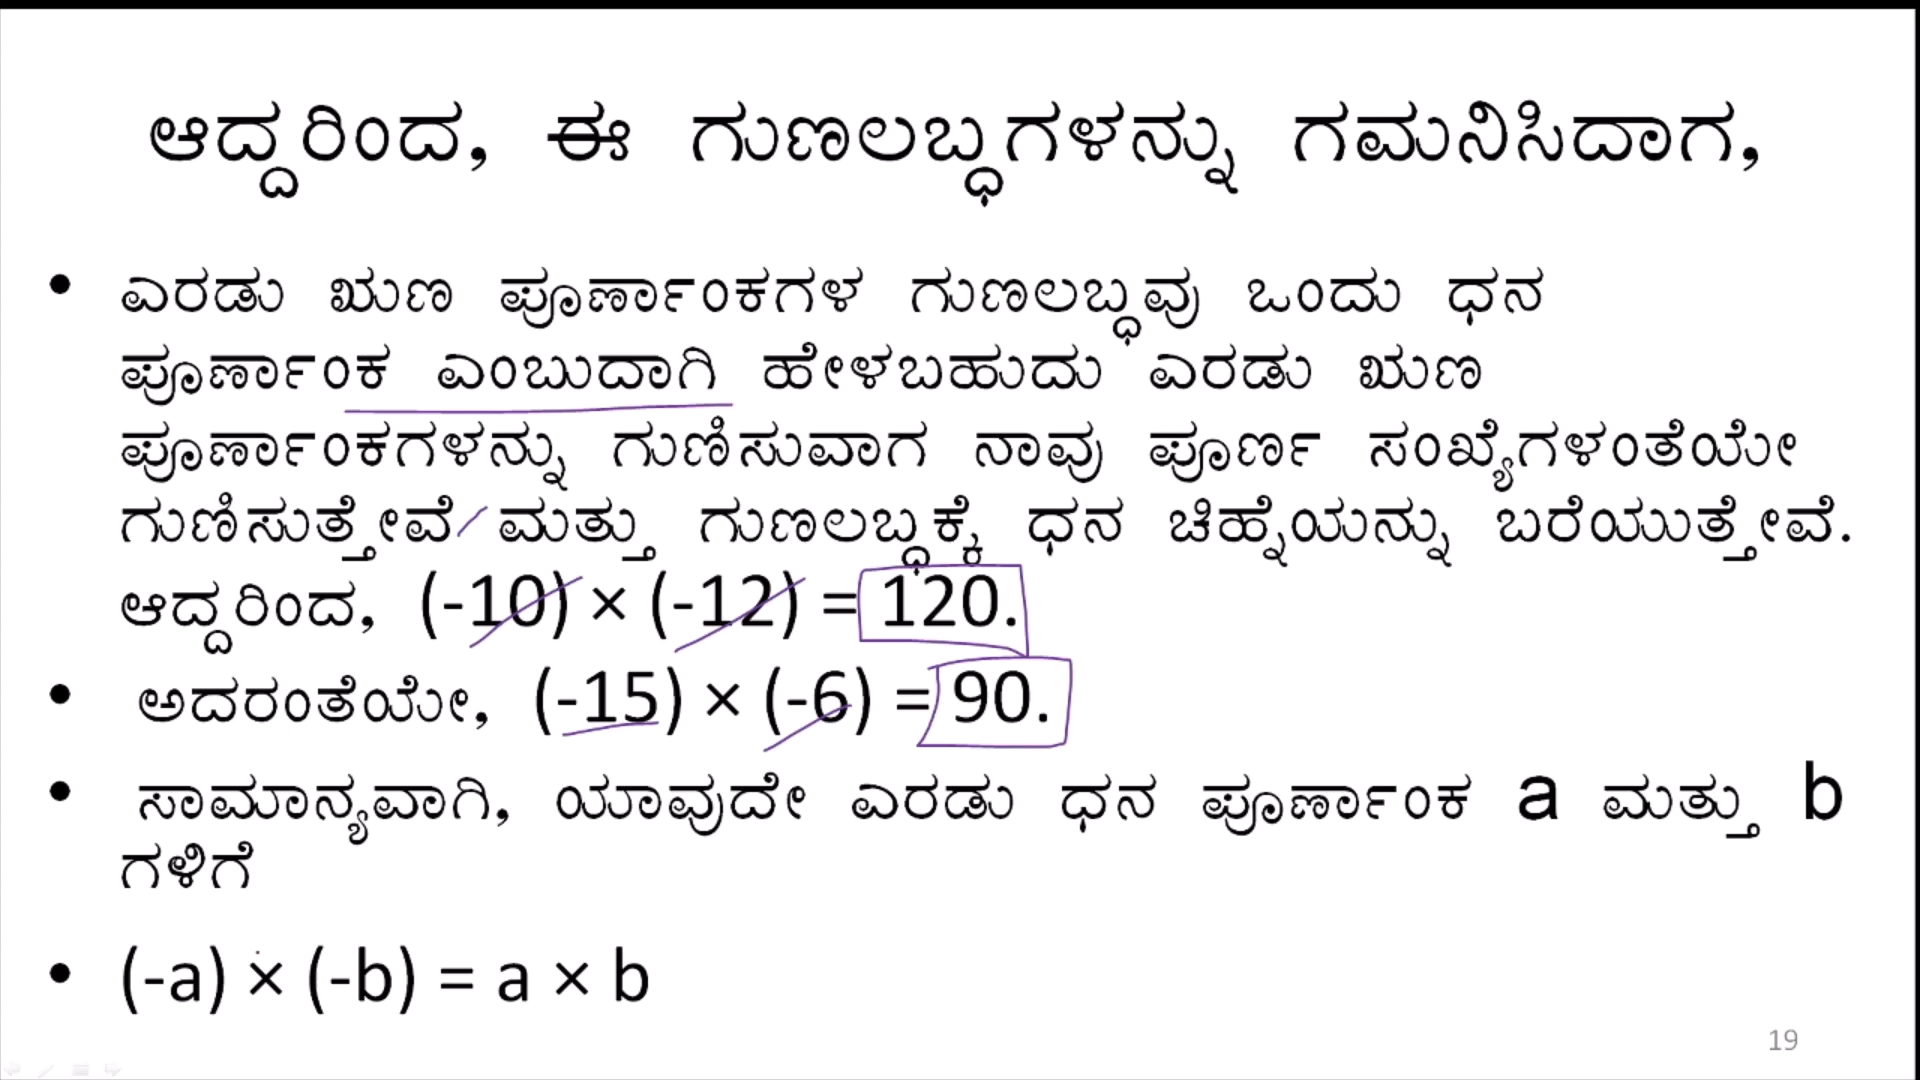 ಆದ್ದರಿಂದ, ಈ ಗುಣಲಬ್ಧಗಳನ್ನು ಗಮನಿಸಿದಾಗ,
• ಎರಡು ಋಣ ಪೂರ್ಣಾಂಕಗಳ ಗುಣಲಬ್ಧವು ಒಂದು ಧನ
ಪೂರ್ಣಾಂಕ ಎಂಬುದಾಗಿ ಹೇಳಬಹುದು ಎರಡು ಋಣ
ಪೂರ್ಣಾಂಕಗಳನ್ನು ಗುಣಿಸುವಾಗ ನಾವು ಪೂರ್ಣ ಸಂಖ್ಯೆಗಳಂತೆಯೇ
ಗುಣಿಸುತ್ತೇವೆ ಮತ್ತು ಗುಣಲಬ್ಧಕ್ಕೆ ಧನ ಚಿಹ್ನೆಯನ್ನು ಬರೆಯುತ್ತೇವೆ.
ಆದ್ದರಿಂದ, (-10) × (-12) = 120.
• ಅದರಂತೆಯೇ, (-15) × (-6) = 90.
• ಸಾಮಾನ್ಯವಾಗಿ, ಯಾವುದೇ ಎರಡು ಧನ ಪೂರ್ಣಾಂಕ a ಮತ್ತು b
ಗಳಿಗೆ
• (-a) × (-b) = a × b
19